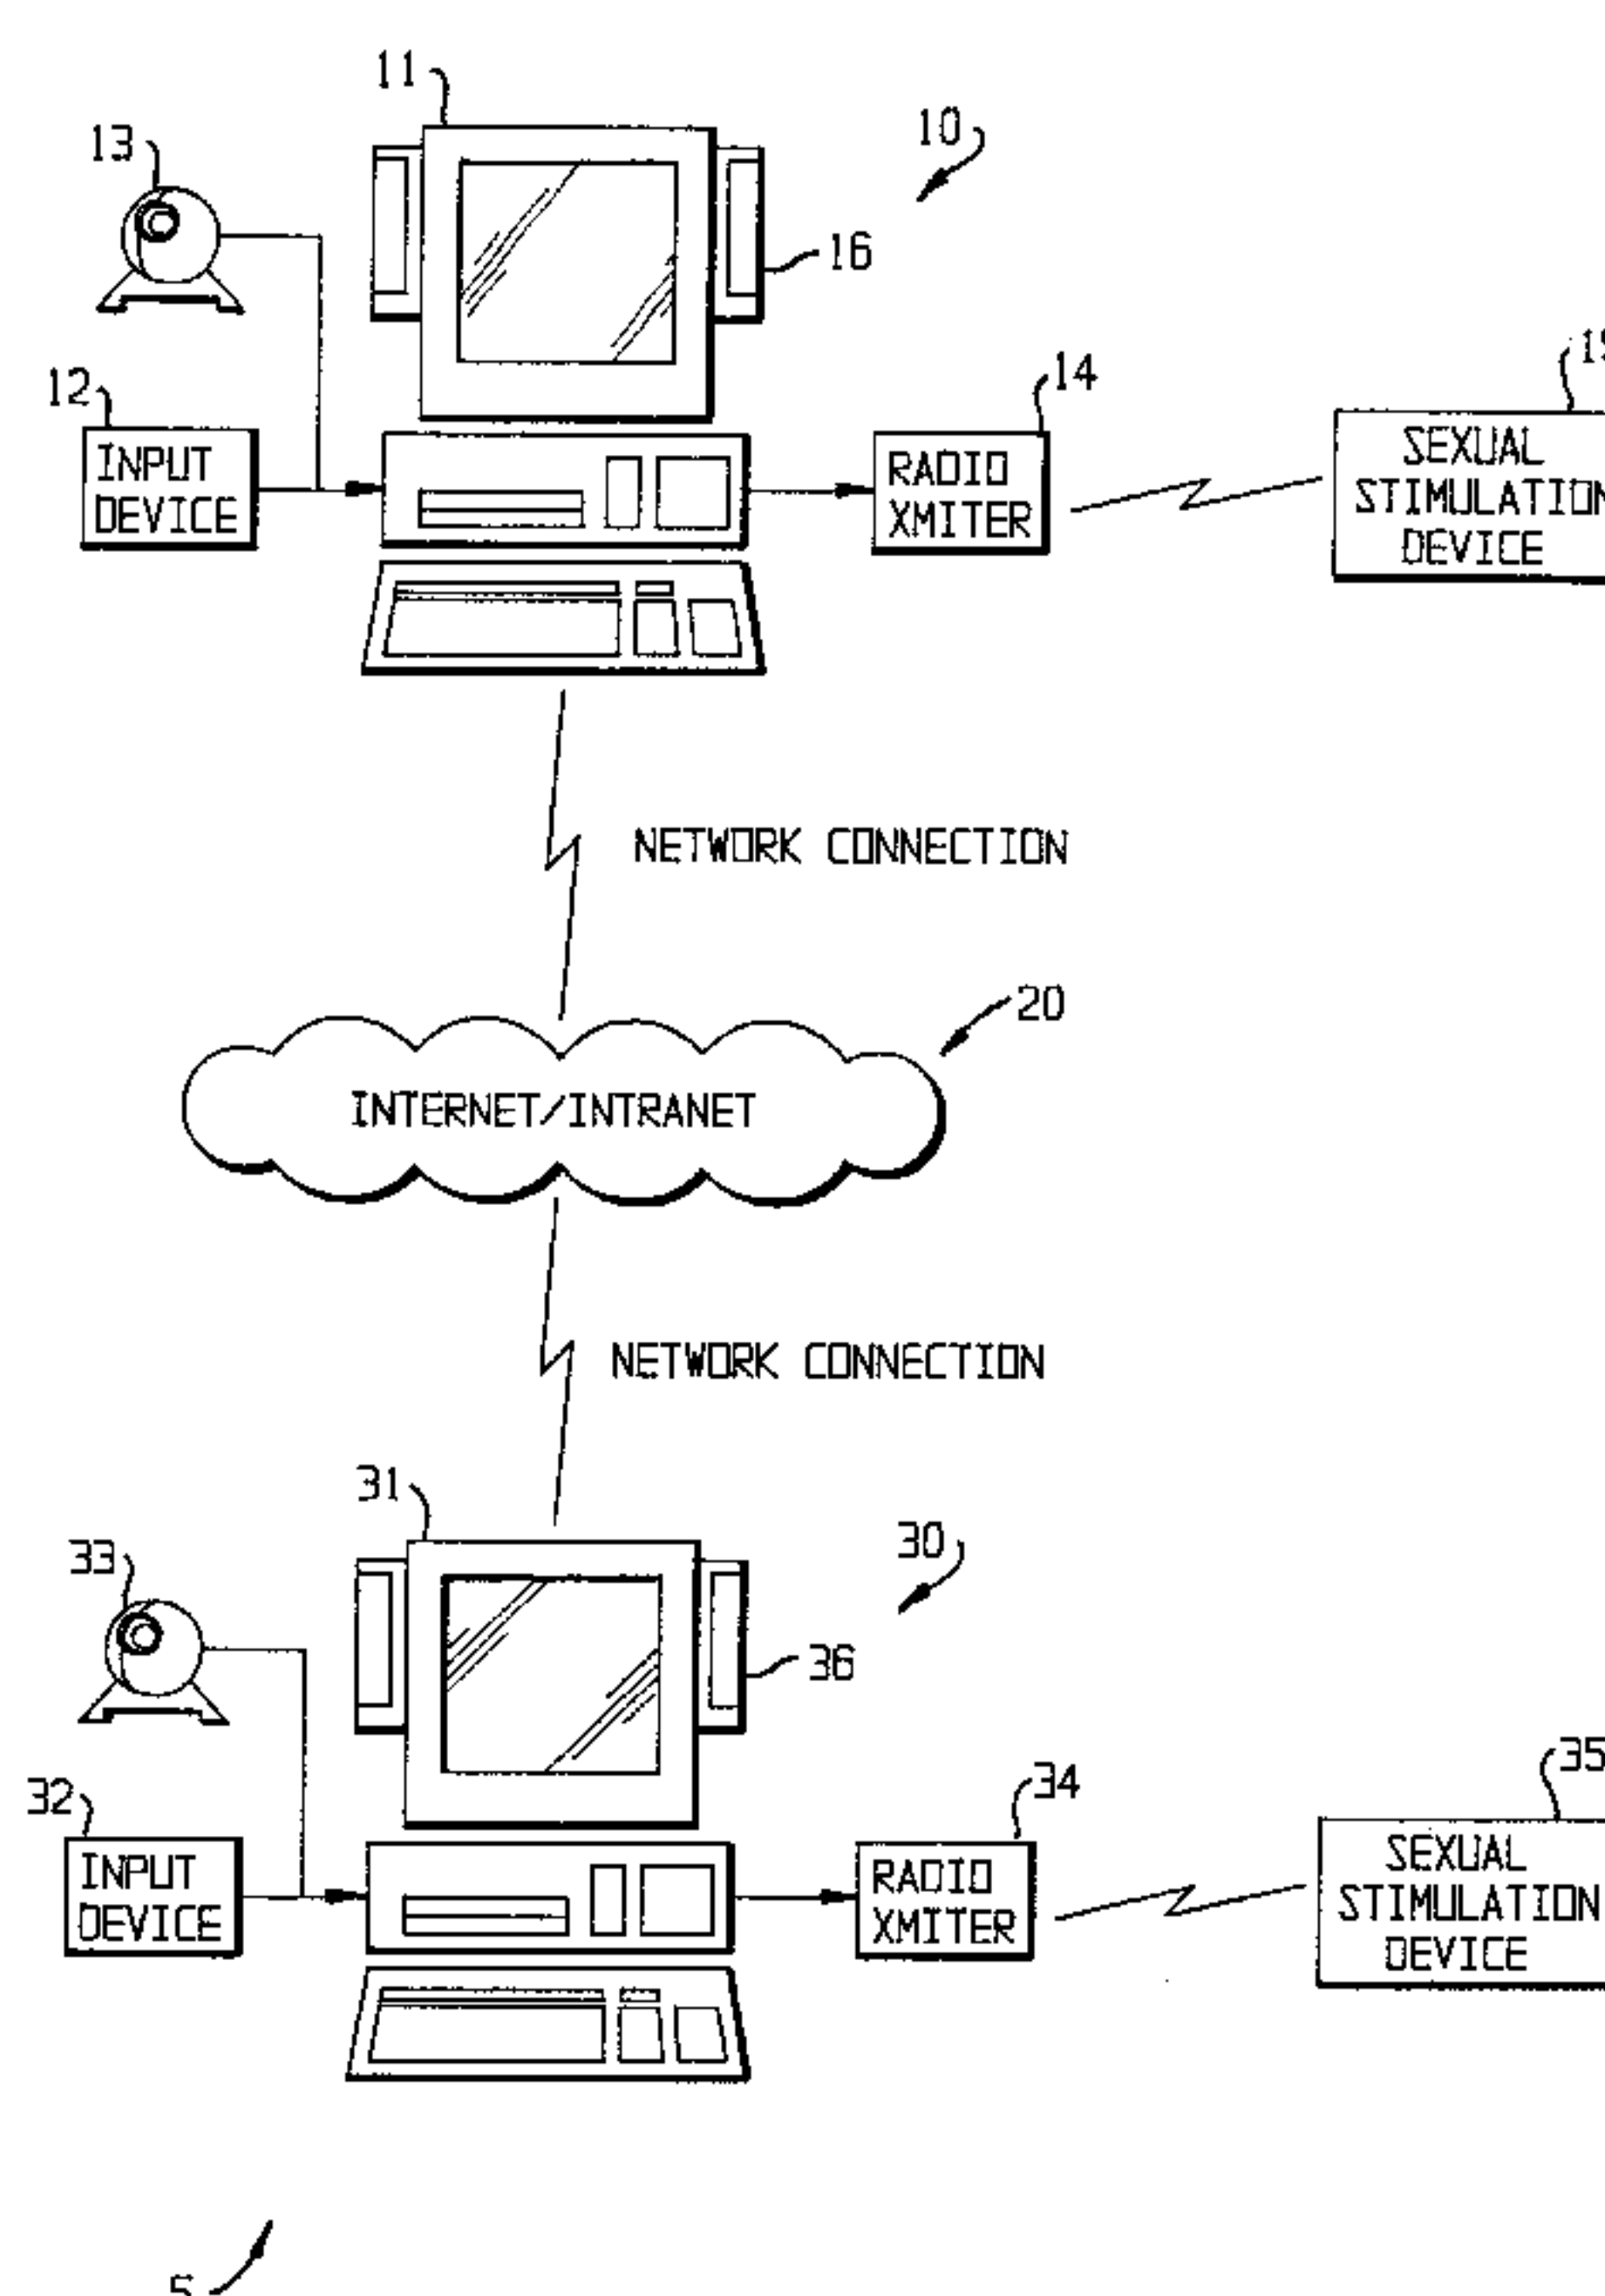 11
10
13
16
12
14
INPUT
DEVICE
RADIO
XMITER
SEXUAL
STIMULATION
DEVICE
NETWORK CONNECTION
20
INTERNET/INTRANET
NETWORK CONNECTION
31
30
33
36
35
34
32
INPUT
DEVICE
RADIO
XMITER
SEXUAL
STIMULATION
DEVICE
5